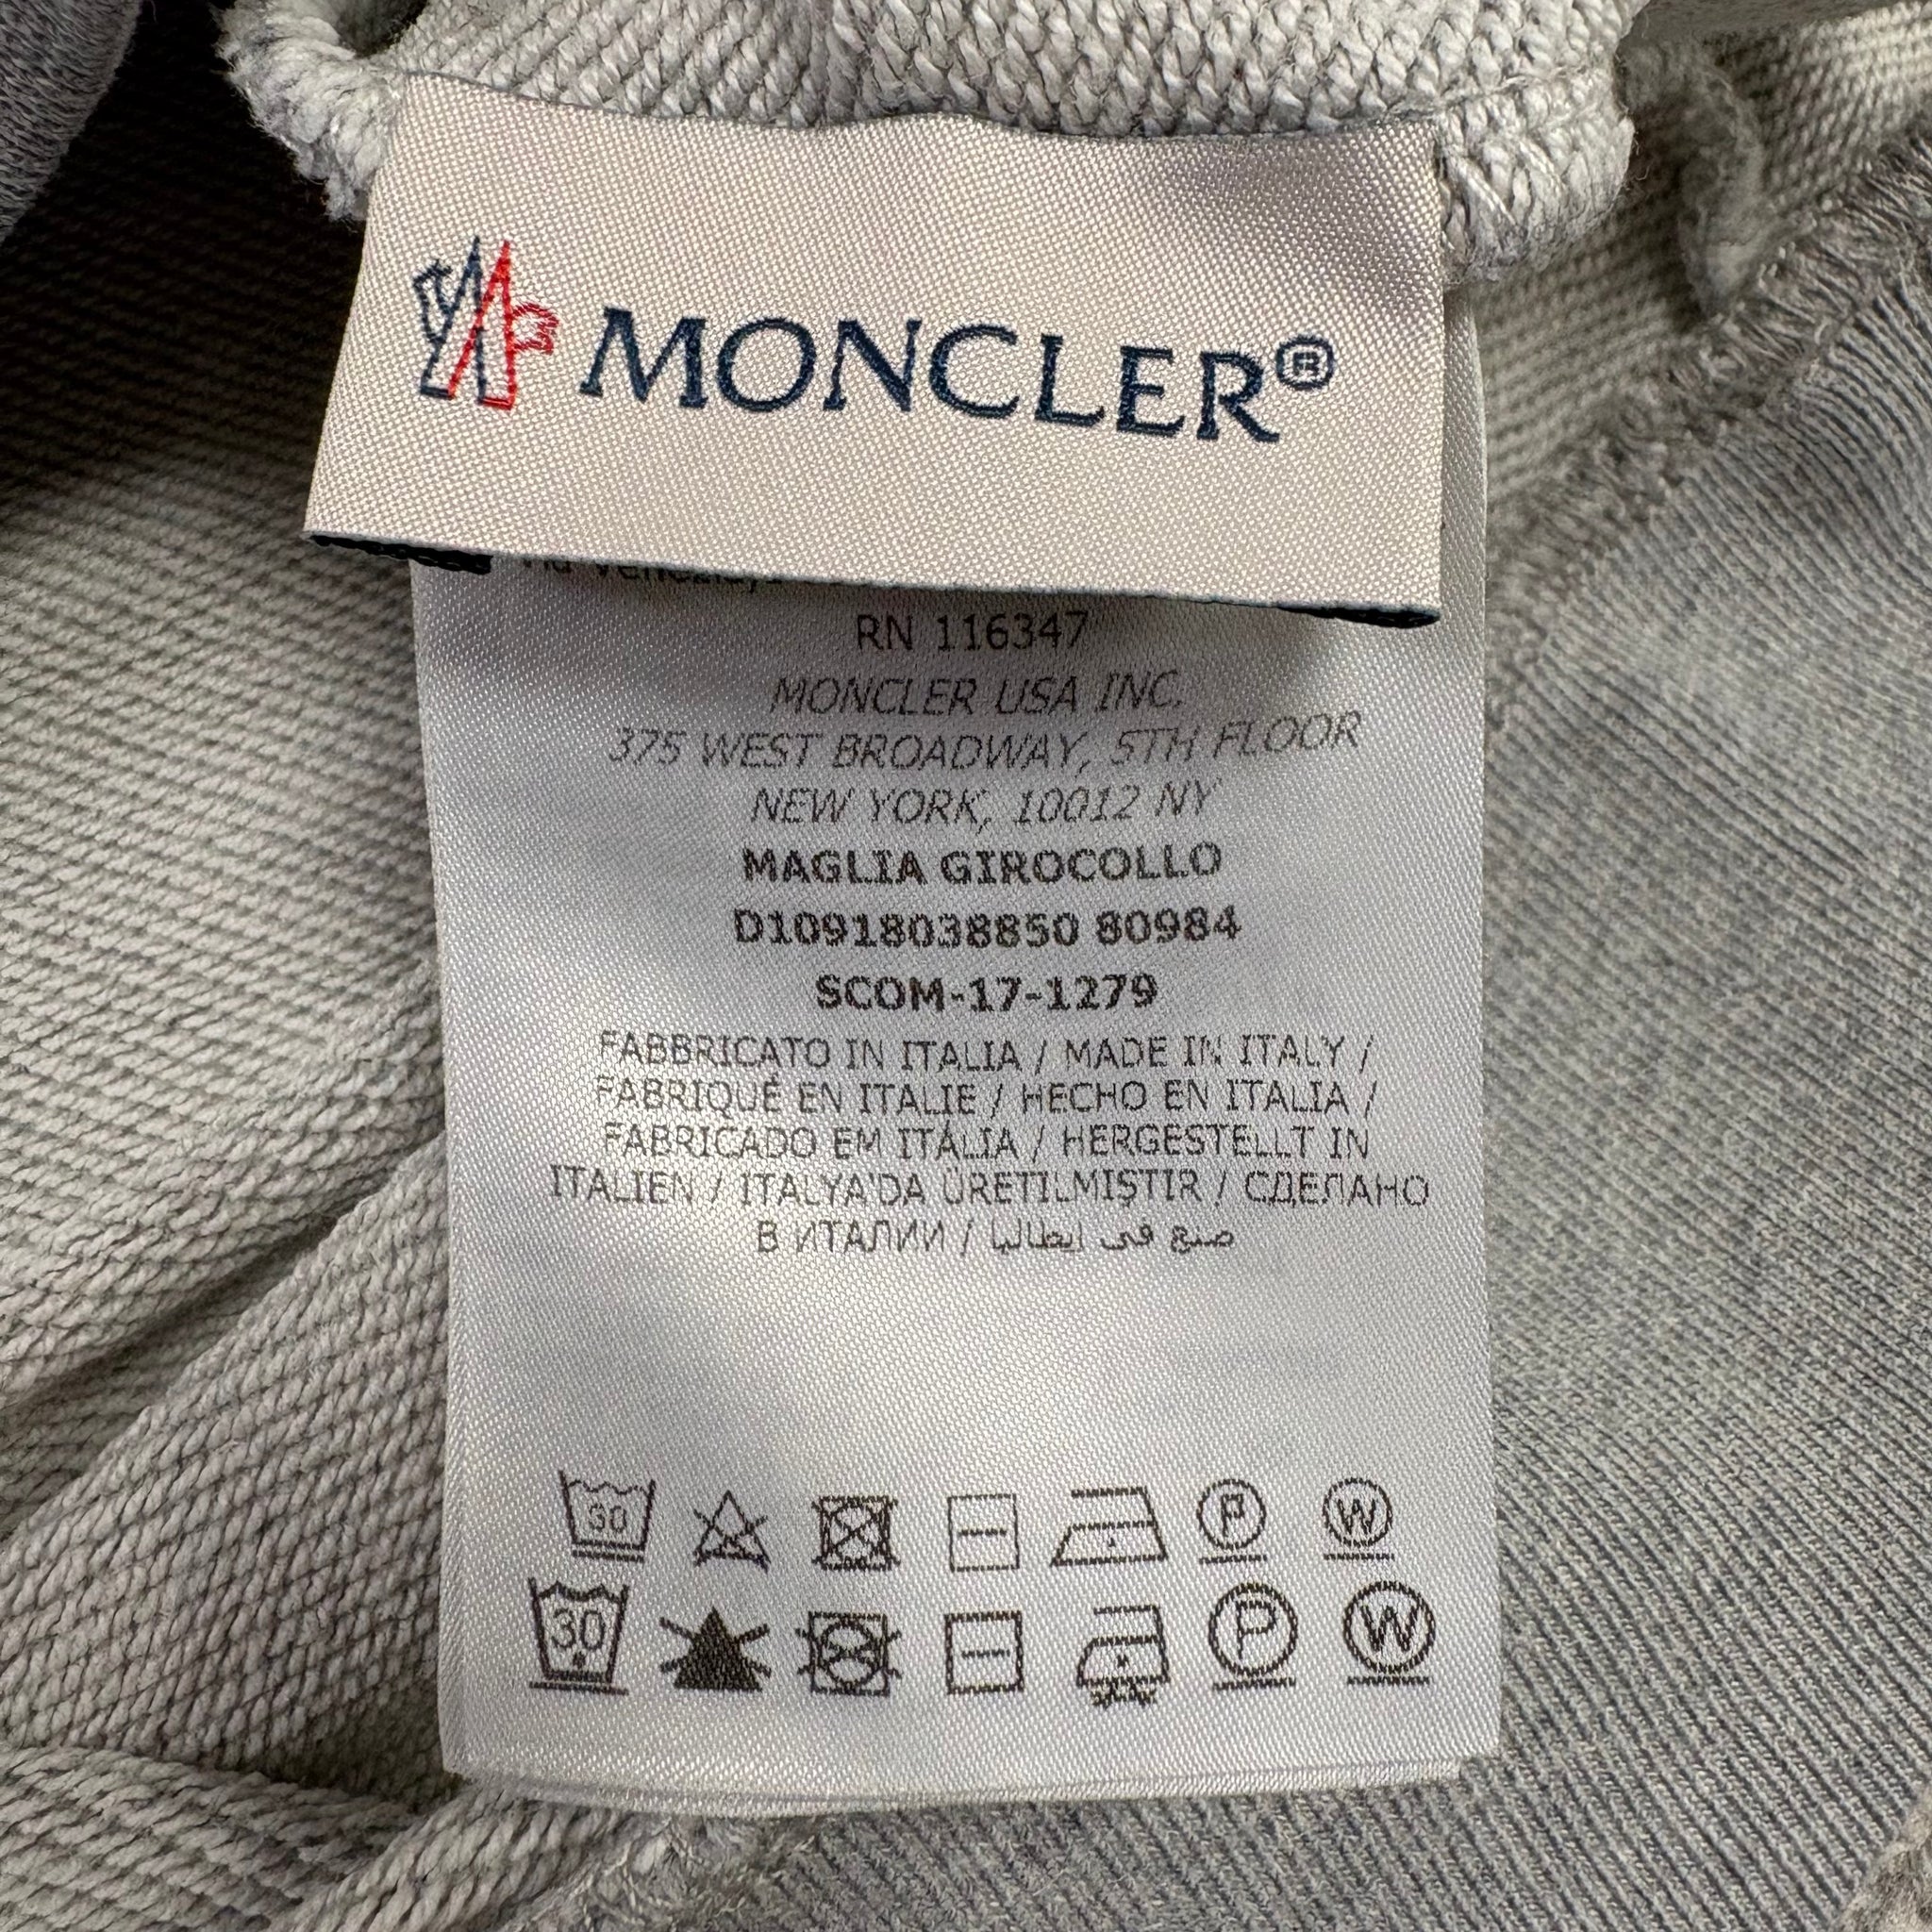 MONCLER®
RN 116347
MONCLER USA INC.
375 WEST BROADWAY, 5TH FLOOR
NEW YORK, 10012 NY
MAGLIA GIROCOLLO
D10918038850 80984
SCOM-17-1279
FABBRICATO IN ITALIA / MADE IN ITALY /
FABRIQUÉ EN ITALIE / HECHO EN ITALIA /
FABRICADO EM ITÁLIA / HERGESTELLT IN
ITALIEN / ITALYA'DA ÜRETILMIŞTIR / СДЕЛАНО
В ИТАЛИИ / صنع في إيطاليا
30 P W
30 P W